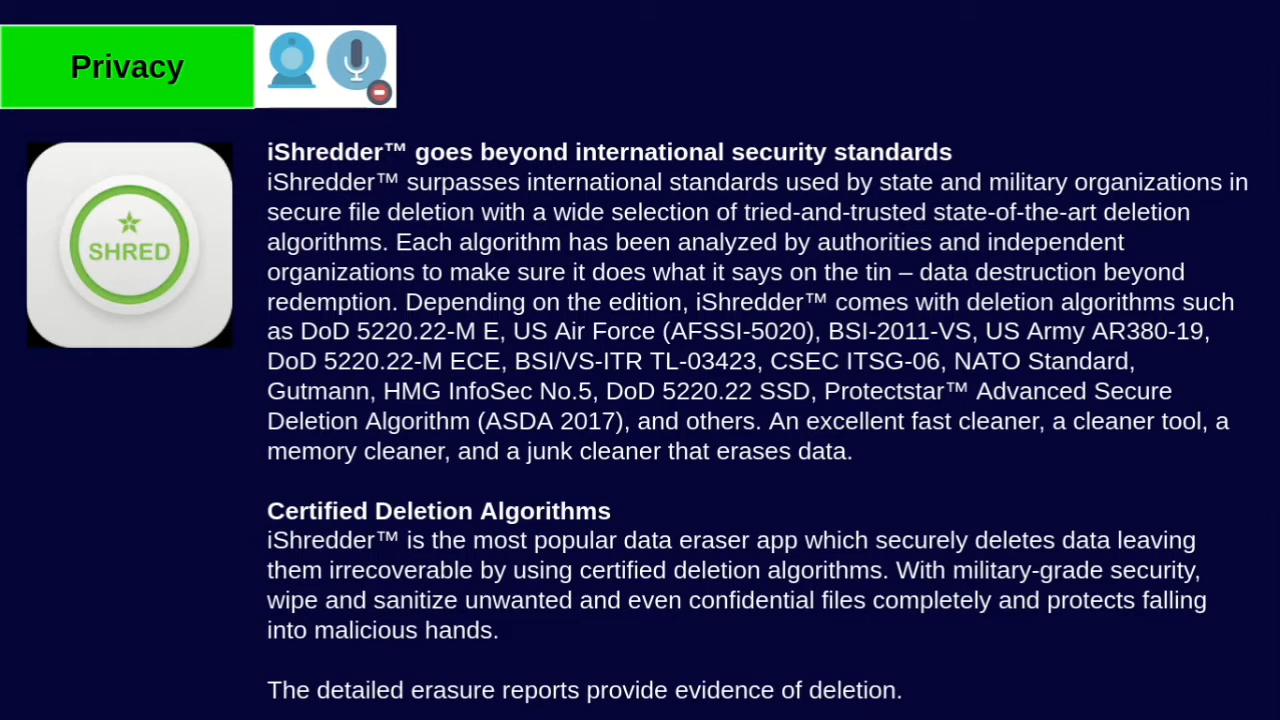 Privacy
SHRED
iShredder™ goes beyond international security standards
iShredder™ surpasses international standards used by state and military organizations in
secure file deletion with a wide selection of tried-and-trusted state-of-the-art deletion
algorithms. Each algorithm has been analyzed by authorities and independent
organizations to make sure it does what it says on the tin – data destruction beyond
redemption. Depending on the edition, iShredder™ comes with deletion algorithms such
as DoD 5220.22-M E, US Air Force (AFSSI-5020), BSI-2011-VS, US Army AR380-19,
DoD 5220.22-M ECE, BSI/VS-ITR TL-03423, CSEC ITSG-06, NATO Standard,
Gutmann, HMG InfoSec No.5, DoD 5220.22 SSD, Protectstar™ Advanced Secure
Deletion Algorithm (ASDA 2017), and others. An excellent fast cleaner, a cleaner tool, a
memory cleaner, and a junk cleaner that erases data.
Certified Deletion Algorithms
iShredder™ is the most popular data eraser app which securely deletes data leaving
them irrecoverable by using certified deletion algorithms. With military-grade security,
wipe and sanitize unwanted and even confidential files completely and protects falling
into malicious hands.
The detailed erasure reports provide evidence of deletion.